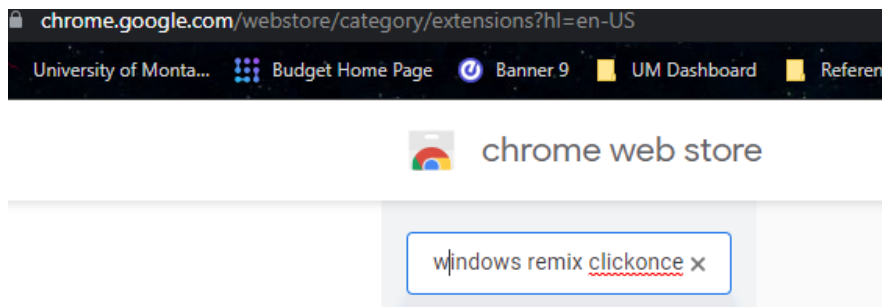 chrome.google.com/webstore/category/extensions?hl=en-US
University of Monta... Budget Home Page Banner 9 UM Dashboard Referen
chrome web store
windows remix clickonce